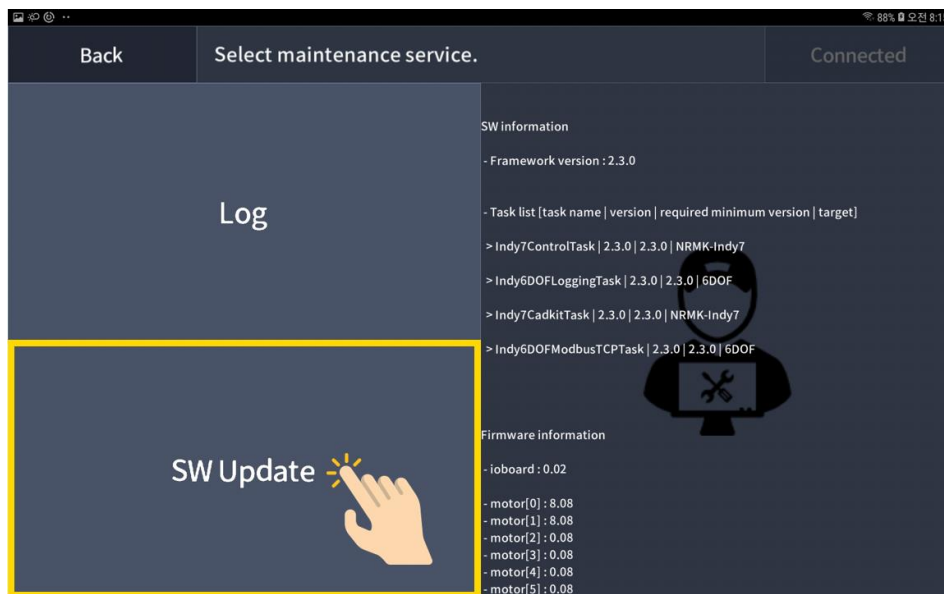 88% 오전 8:1
Back
Select maintenance service.
Connected
Log
SW Update
SW information
- Framework version : 2.3.0
- Task list [task name | version | required minimum version | target]
> Indy7ControlTask | 2.3.0 | 2.3.0 | NRMK-Indy7
> Indy6DOFLoggingTask | 2.3.0 | 2.3.0 | 6DOF
> Indy7CadkitTask | 2.3.0 | 2.3.0 | NRMK-Indy7
> Indy6DOFModbusTCPTask | 2.3.0 | 2.3.0 | 6DOF
Firmware information
- ioboard : 0.02
- motor[0] : 8.08
- motor[1] : 8.08
- motor[2] : 0.08
- motor[3] : 0.08
- motor[4] : 0.08
- motor[5] : 0.08